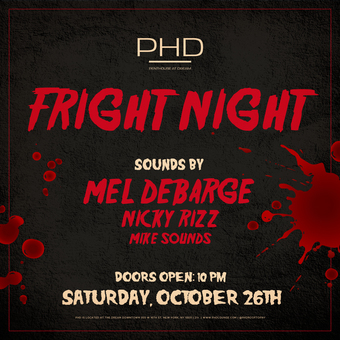 PHD
PENTHOUSE AT DREAM
FRIGHT NIGHT
SOUNDS BY
MEL DEBARGE
NICKY RIZZ
MIKE SOUNDS
DOORS OPEN: 10 PM
SATURDAY, OCTOBER 26TH